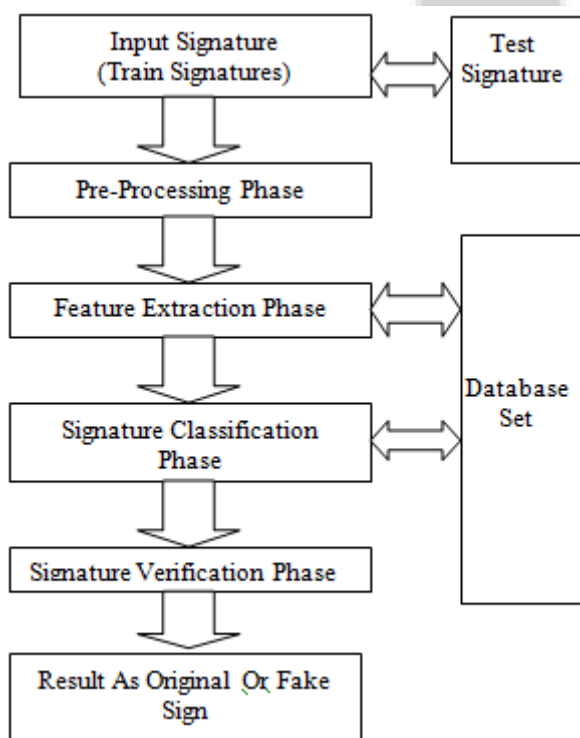 Input Signature
(Train Signatures)
Test
Signature
Pre-Processing Phase
Feature Extraction Phase
Database
Set
Signature Classification
Phase
Signature Verification Phase
Result As Original Or Fake
Sign